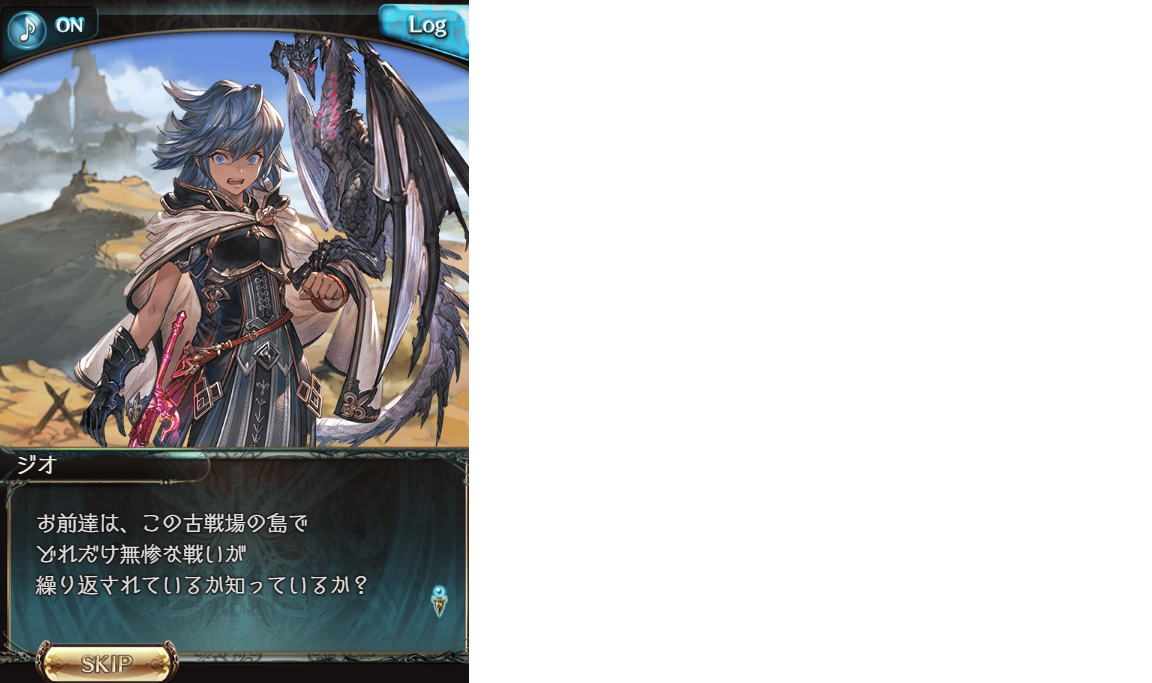 ON
Log
ジオ
お前達は、この古戦場の島で
どれだけ無惨な戦いが
繰り返されているか知っているか？
SKIP